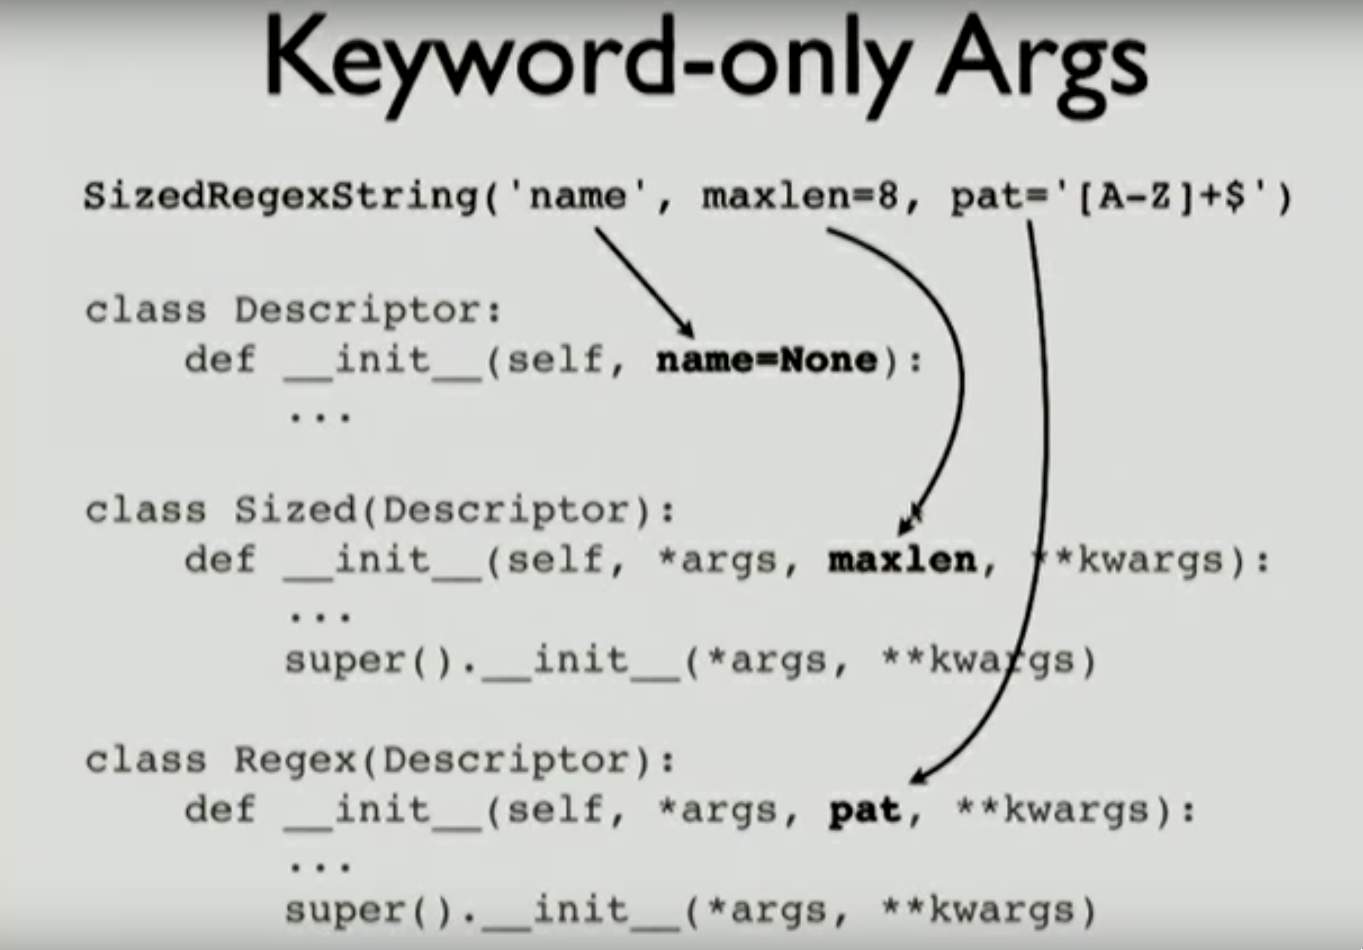 Keyword-only Args
SizedRegexString('name', maxlen=8, pat='[A-Z]+$')
class Descriptor:
    def __init__(self, name=None):
        ...
class Sized(Descriptor):
    def __init__(self, *args, maxlen, **kwargs):
        ...
        super().__init__(*args, **kwargs)
class Regex(Descriptor):
    def __init__(self, *args, pat, **kwargs):
        ...
        super().__init__(*args, **kwargs)